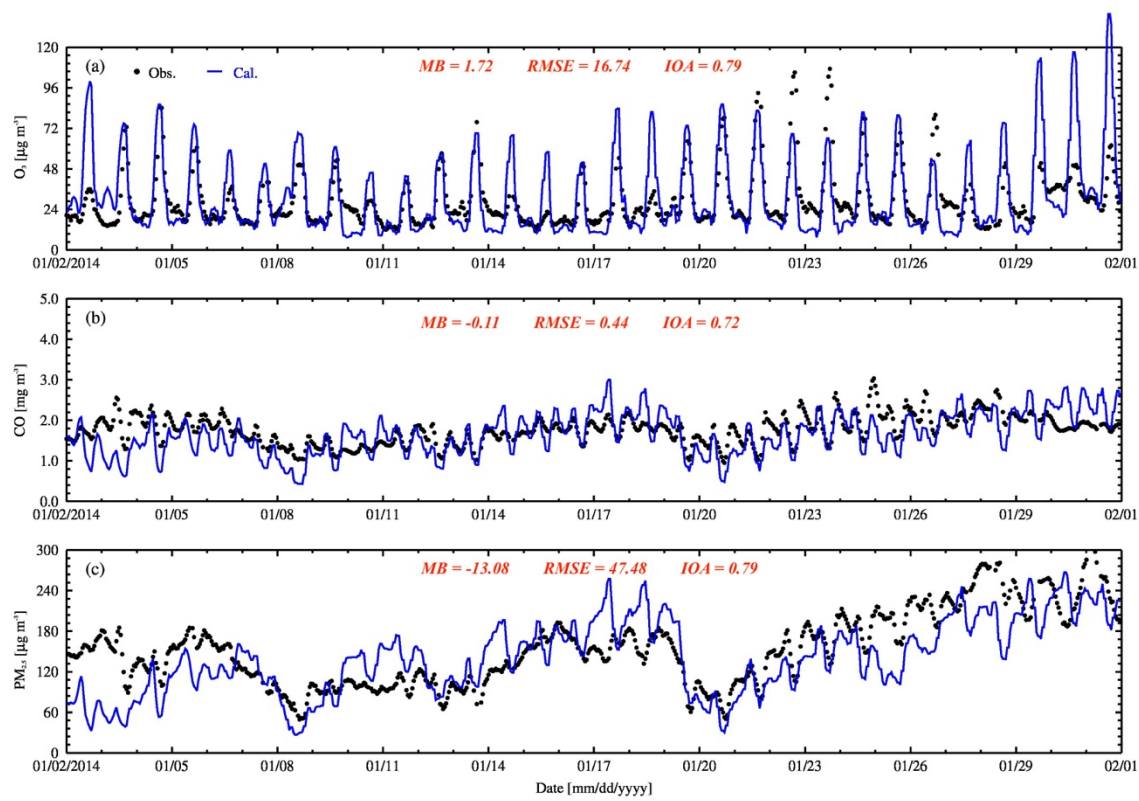 120
(a)
Obs.
Cal.
MB = 1.72 RMSE = 16.74 IOA = 0.79
96
72
48
24
0
O₃ [μg m⁻³]
01/02/2014 01/05 01/08 01/11 01/14 01/17 01/20 01/23 01/26 01/29 02/01
5.0
(b)
MB = -0.11 RMSE = 0.44 IOA = 0.72
4.0
3.0
2.0
1.0
0.0
CO [mg m⁻³]
01/02/2014 01/05 01/08 01/11 01/14 01/17 01/20 01/23 01/26 01/29 02/01
300
(c)
MB = -13.08 RMSE = 47.48 IOA = 0.79
240
180
120
60
0
PM₂.₅ [μg m⁻³]
01/02/2014 01/05 01/08 01/11 01/14 01/17 01/20 01/23 01/26 01/29 02/01
Date [mm/dd/yyyy]